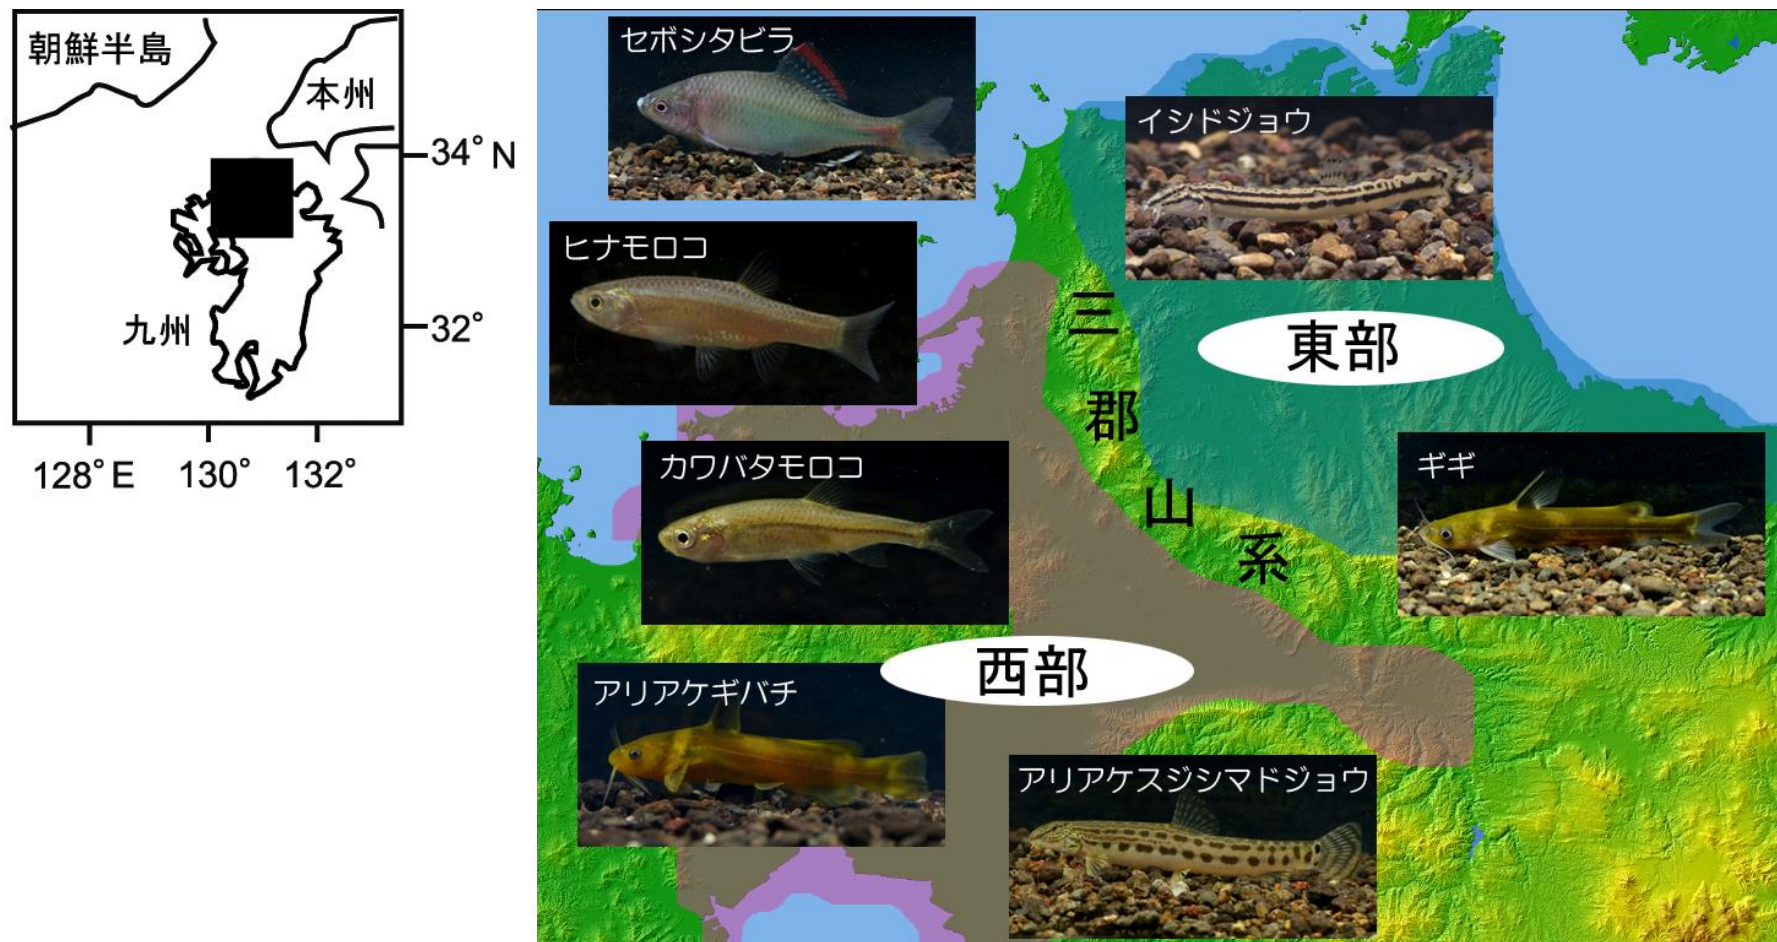 朝鮮半島
本州
九州
34°N
32°
128°E
130°
132°
セボシタビラ
イシドジョウ
ヒナモロコ
三郡山系
東部
カワバタモロコ
ギギ
西部
アリアケギバチ
アリアケスジシマドジョウ